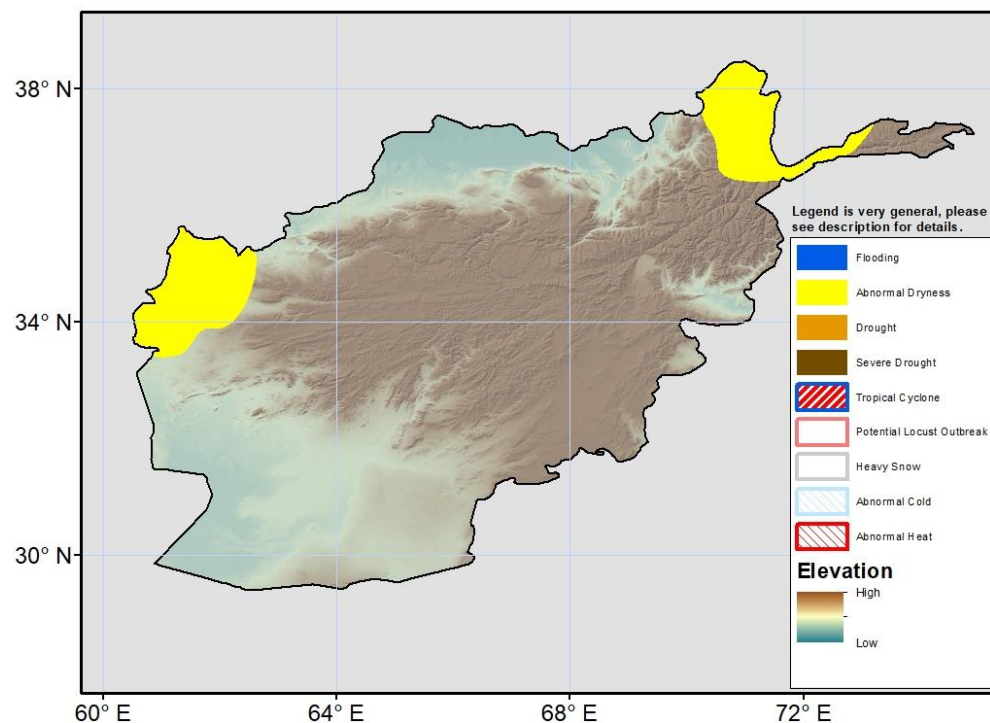 38° N
34° N
30° N
60° E
64° E
68° E
72° E
Legend is very general, please
see description for details.
Flooding
Abnormal Dryness
Drought
Severe Drought
Tropical Cyclone
Potential Locust Outbreak
Heavy Snow
Abnormal Cold
Abnormal Heat
Elevation
High
Low